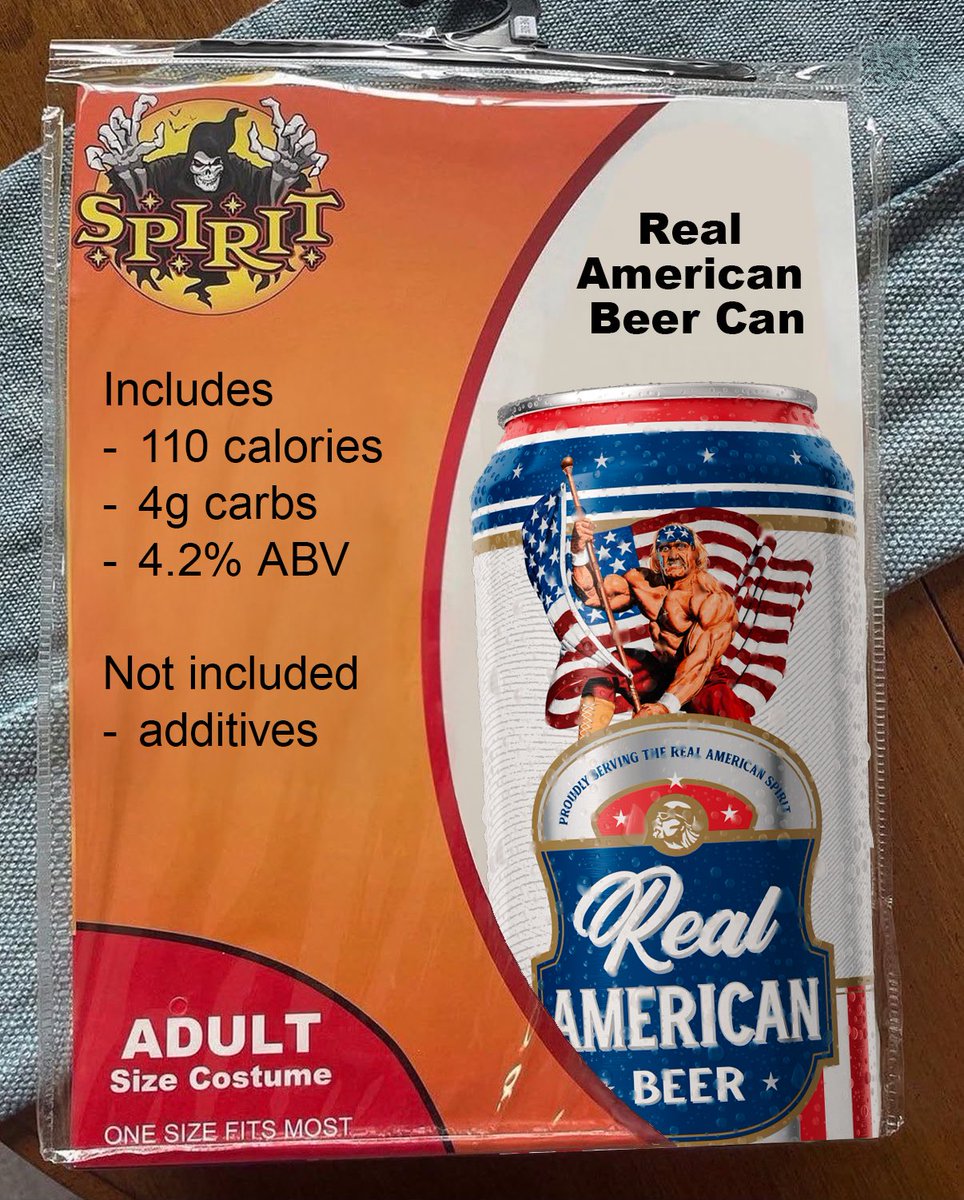 SPIRIT
Real
American
Beer Can
Includes
- 110 calories
- 4g carbs
- 4.2% ABV
Not included
- additives
PROUDLY SERVING THE REAL AMERICAN SPIRIT
Real
AMERICAN
BEER
ADULT
Size Costume
ONE SIZE FITS MOST